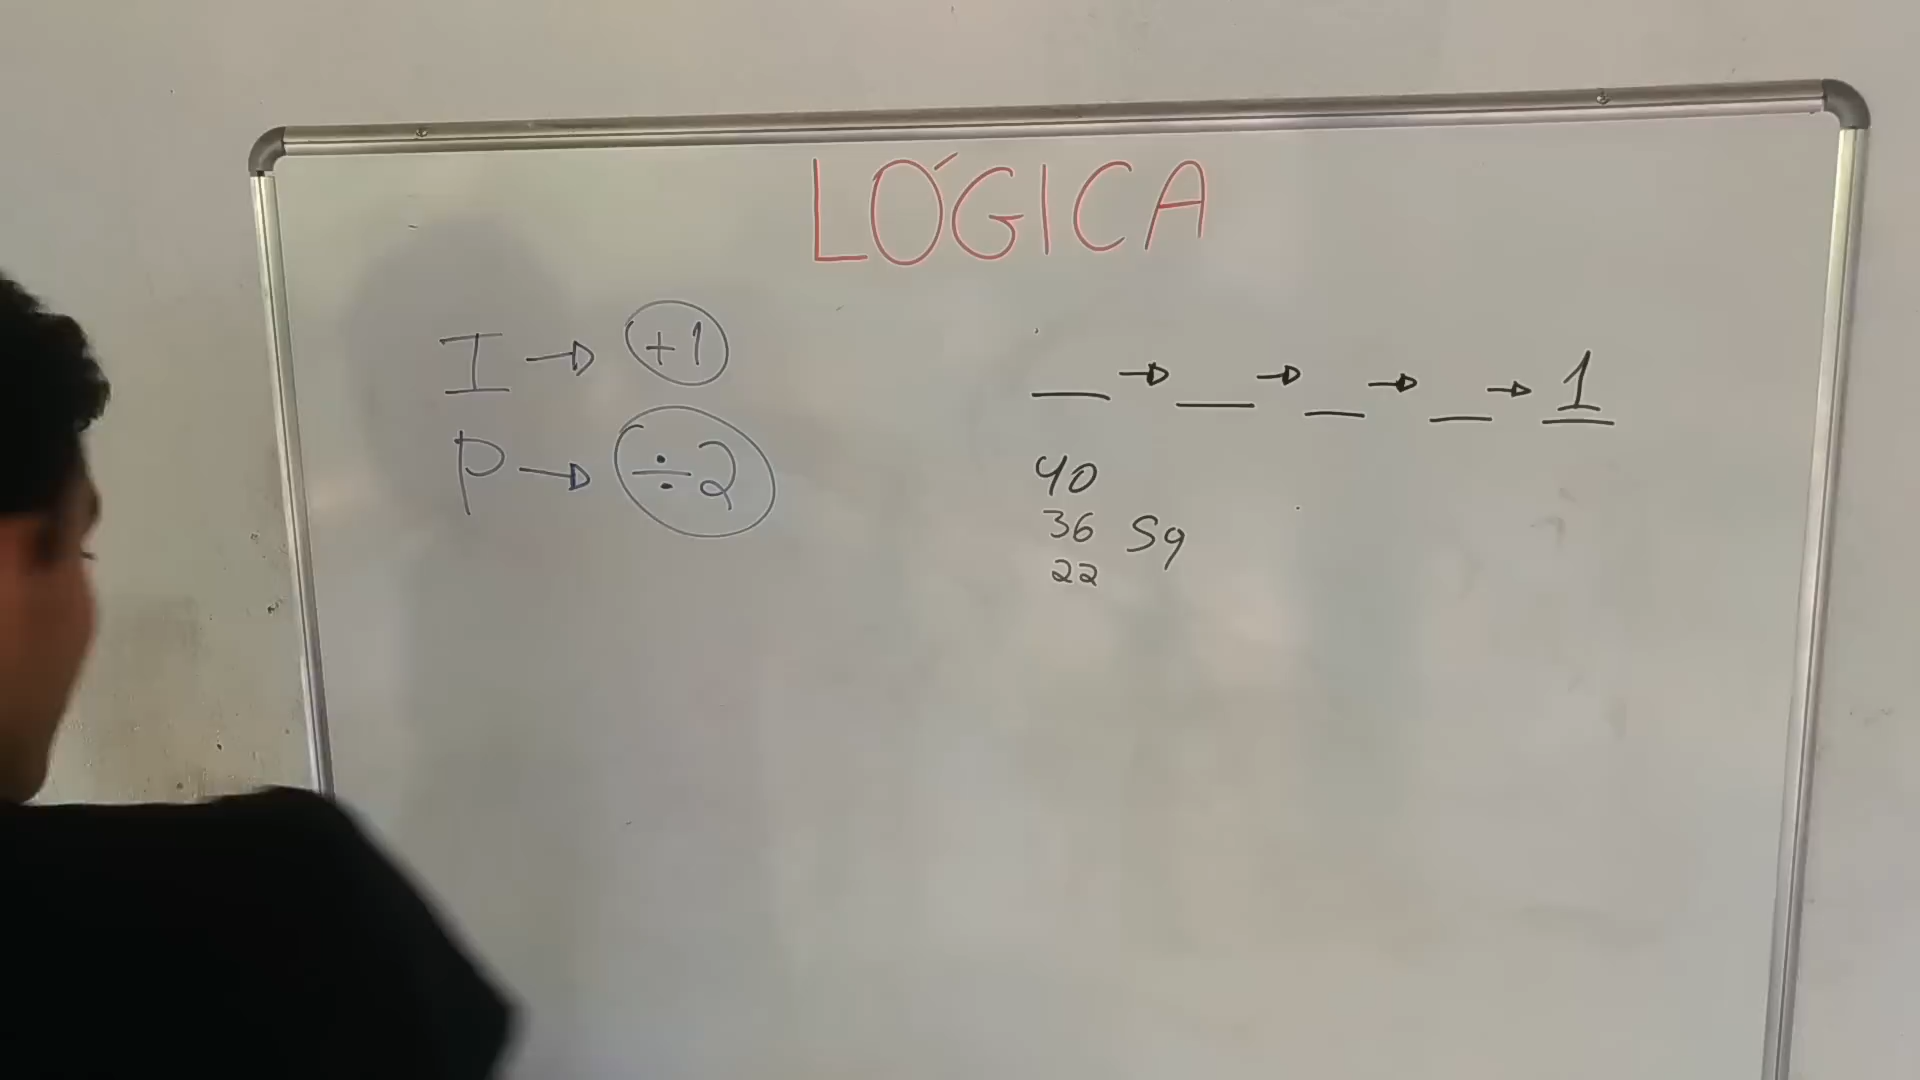 LÓGICA
I → +1
P → ÷2
__ → __ → __ → __ → 1
40
36 59
22